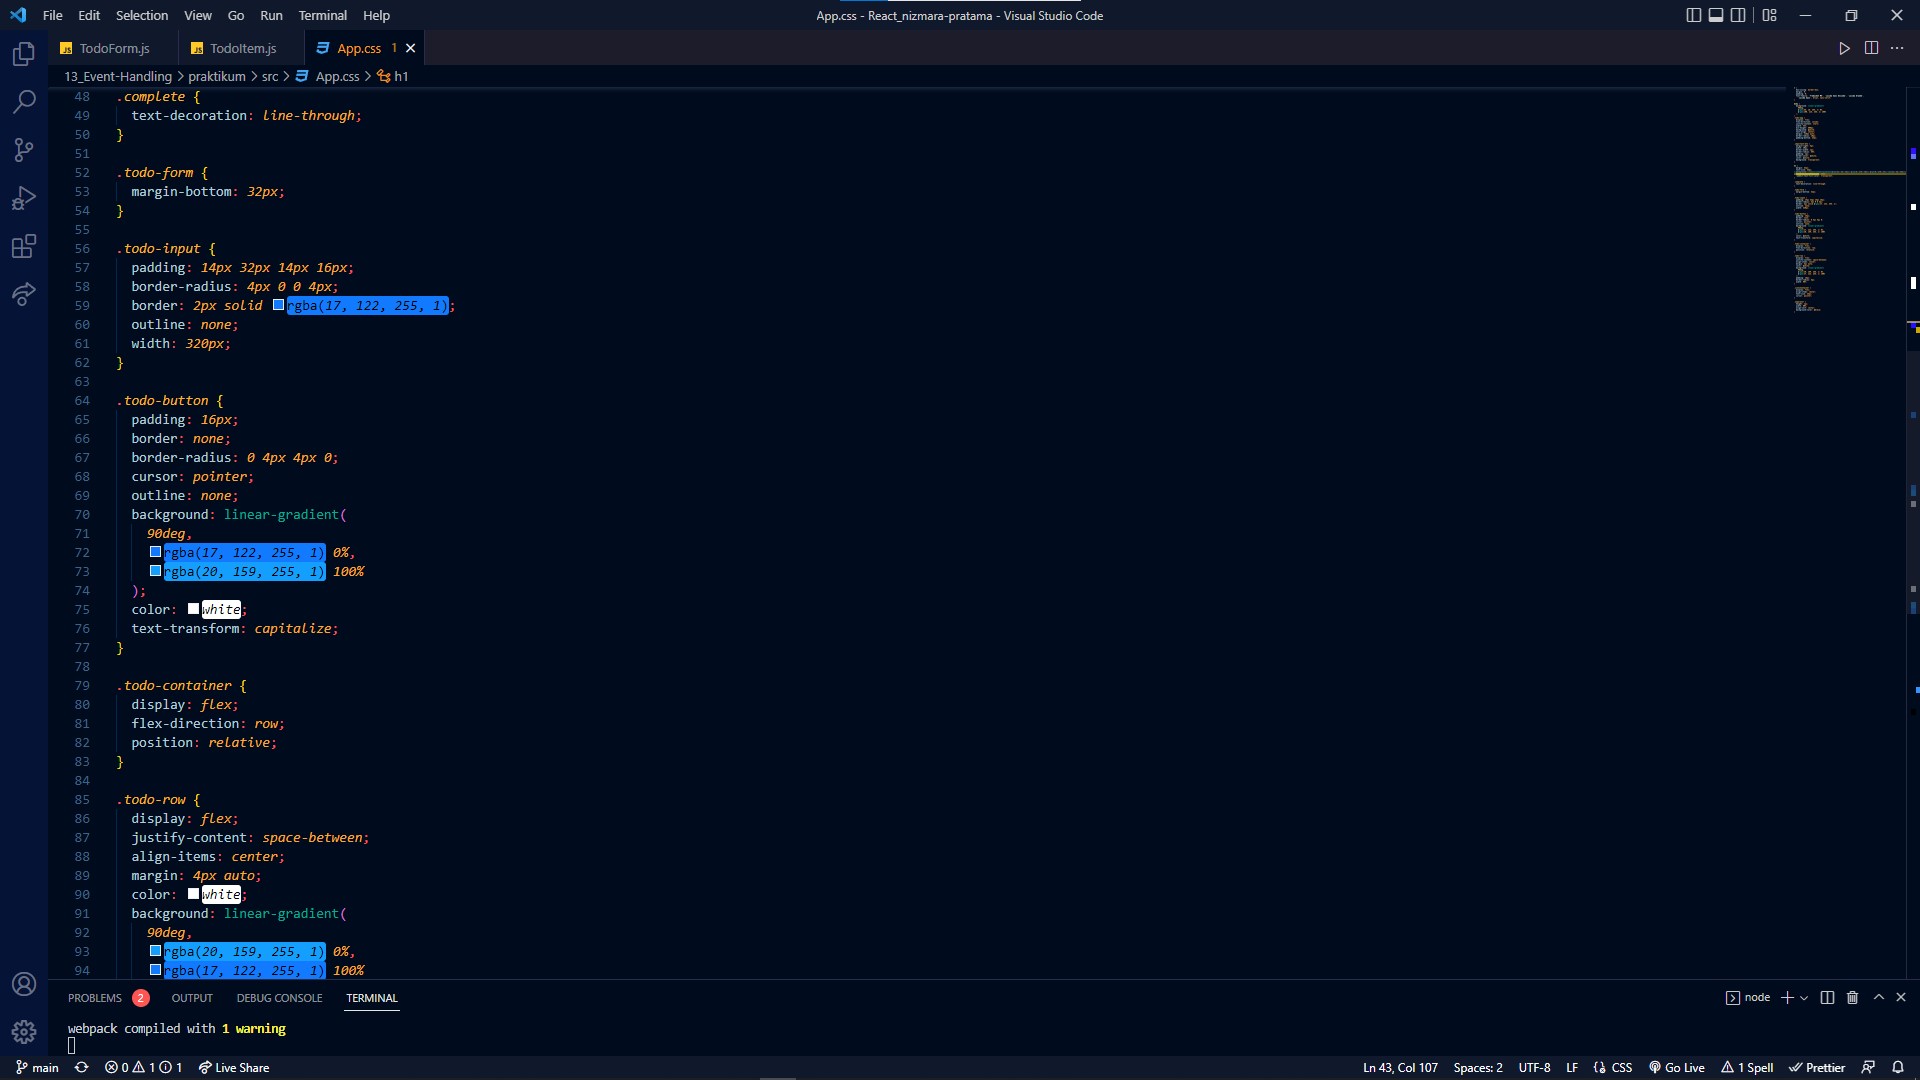 File Edit Selection View Go Run Terminal Help
App.css - React_nizmara-pratama - Visual Studio Code
TodoForm.js
TodoItem.js
App.css 1
13_Event-Handling > praktikum > src > App.css > h1
48 .complete {
49 text-decoration: line-through;
50 }
51
52 .todo-form {
53 margin-bottom: 32px;
54 }
55
56 .todo-input {
57 padding: 14px 32px 14px 16px;
58 border-radius: 4px 0 0 4px;
59 border: 2px solid rgba(17, 122, 255, 1);
60 outline: none;
61 width: 320px;
62 }
63
64 .todo-button {
65 padding: 16px;
66 border: none;
67 border-radius: 0 4px 4px 0;
68 cursor: pointer;
69 outline: none;
70 background: linear-gradient(
71 90deg,
72 rgba(17, 122, 255, 1) 0%,
73 rgba(20, 159, 255, 1) 100%
74 );
75 color: white;
76 text-transform: capitalize;
77 }
78
79 .todo-container {
80 display: flex;
81 flex-direction: row;
82 position: relative;
83 }
84
85 .todo-row {
86 display: flex;
87 justify-content: space-between;
88 align-items: center;
89 margin: 4px auto;
90 color: white;
91 background: linear-gradient(
92 90deg,
93 rgba(20, 159, 255, 1) 0%,
94 rgba(17, 122, 255, 1) 100%
PROBLEMS 2 OUTPUT DEBUG CONSOLE TERMINAL
node
webpack compiled with 1 warning
main 0 1 1 Live Share
Ln 43, Col 107 Spaces: 2 UTF-8 LF CSS Go Live 1 Spell Prettier